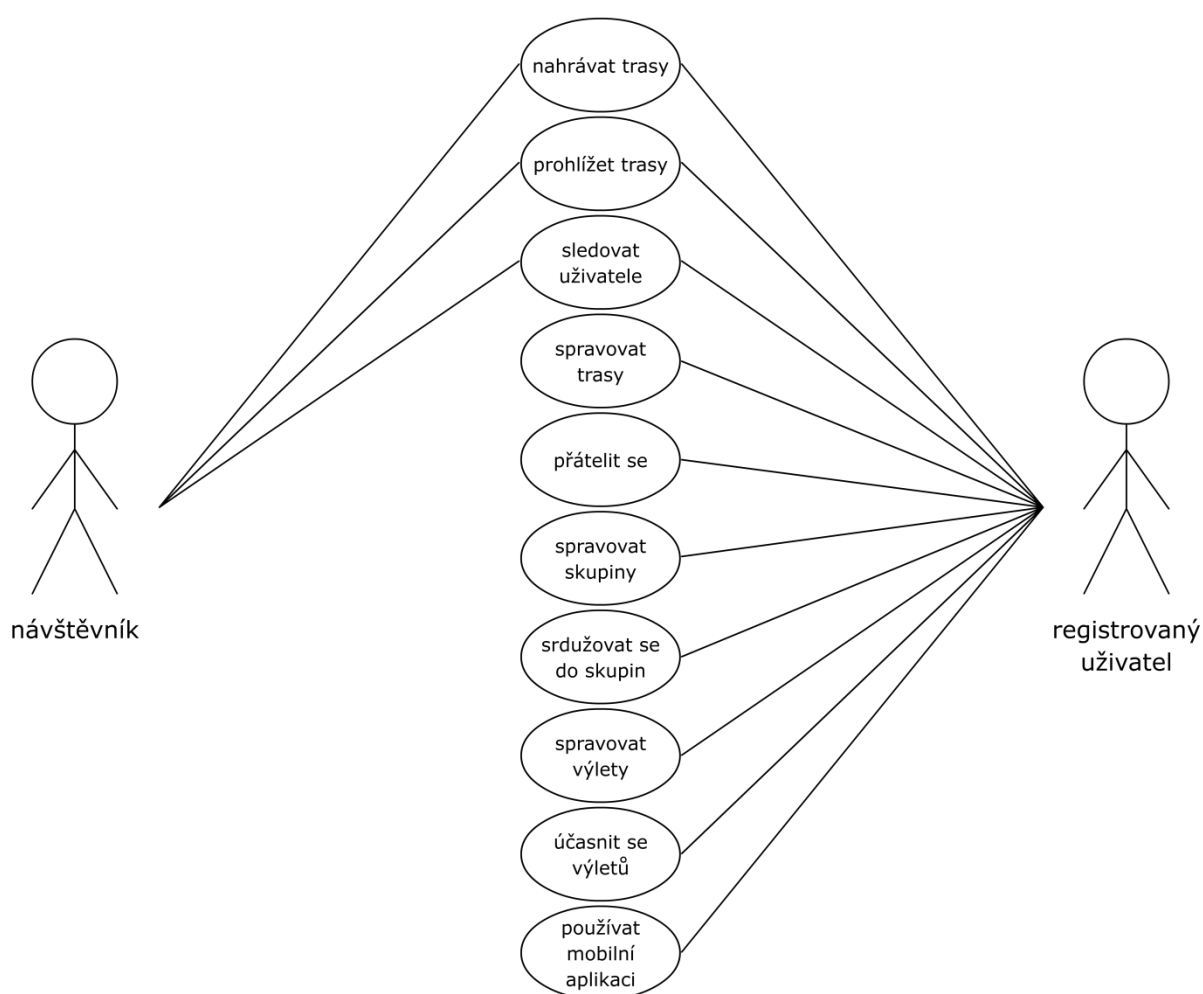 nahrávat trasy
prohlížet trasy
sledovat
uživatele
spravovat
trasy
přátelit se
spravovat
skupiny
srdužovat se
do skupin
spravovat
výlety
účasnit se
výletů
používat
mobilní
aplikaci
návštěvník
registrovaný
uživatel